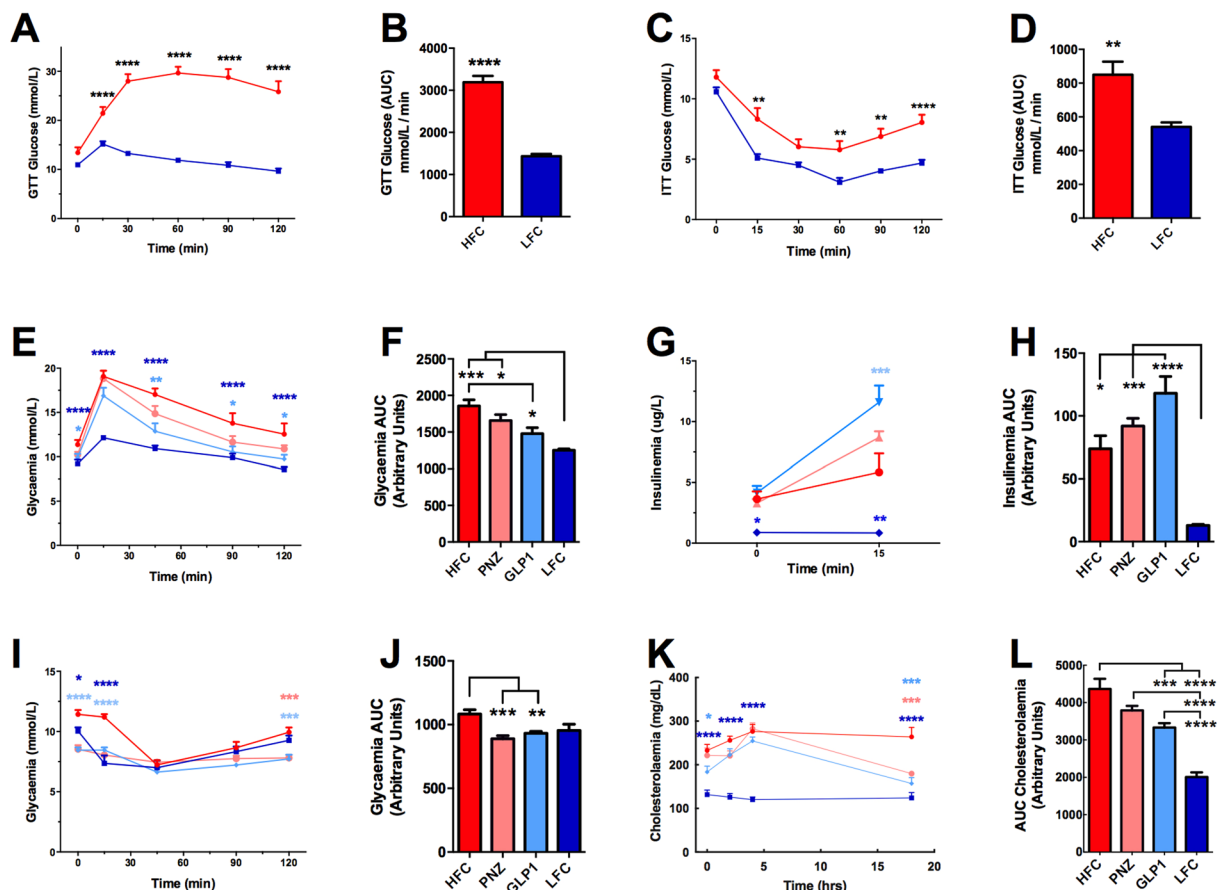 A
GTT Glucose (mmol/L)
30
20
10
0
**** **** **** **** ****
0 15 30 60 90 120
Time (min)
B
GTT Glucose (AUC)
mmol/L / min
4000
3000
2000
1000
0
****
HFC LFC
C
ITT Glucose (mmol/L)
15
10
5
0
** ** ** ****
0 15 30 60 90 120
Time (min)
D
ITT Glucose (AUC)
mmol/L / min
1000
800
600
400
200
0
**
HFC LFC
E
Glycaemia (mmol/L)
20
15
10
5
0
**** **** **** **** ****
* ** * *
0 30 60 90 120
Time (min)
F
Glycaemia AUC
(Arbitrary Units)
2500
2000
1500
1000
500
0
*** * *
HFC PNZ GLP1 LFC
G
Insulinemia (ug/L)
15
10
5
0
***
* **
0 15
Time (min)
H
Insulinemia AUC
(Arbitrary Units)
150
100
50
0
* *** ****
HFC PNZ GLP1 LFC
I
Glycaemia (mmol/L)
15
10
5
0
* **** ***
**** **** ***
0 30 60 90 120
Time (min)
J
Glycaemia AUC
(Arbitrary Units)
1500
1000
500
0
*** **
HFC PNZ GLP1 LFC
K
Cholesterolaemia (mg/dL)
400
300
200
100
0
* ***
***
**** **** **** ****
0 5 10 15 20
Time (hrs)
L
AUC Cholesterolaemia
(Arbitrary Units)
5000
4000
3000
2000
1000
0
*** ****
****
****
HFC PNZ GLP1 LFC